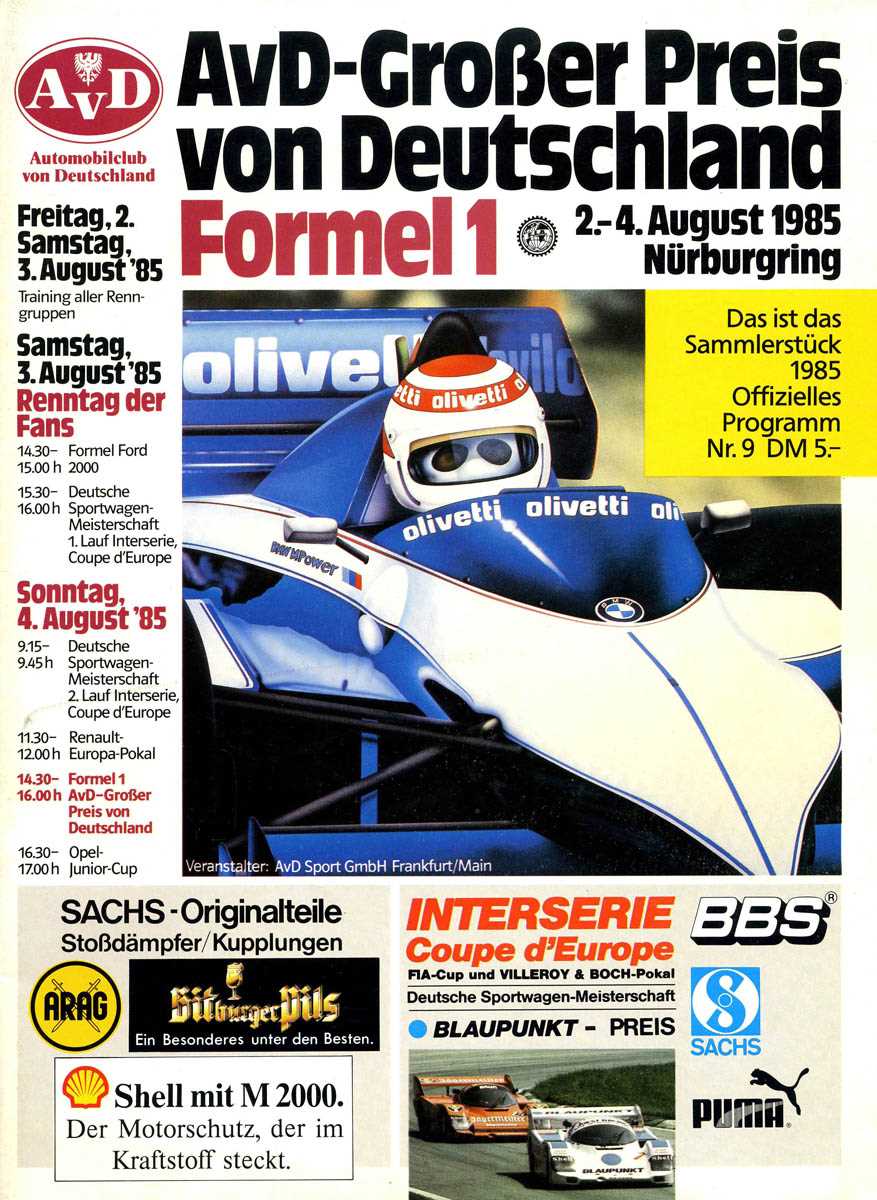 AvD
Automobilclub
von Deutschland
AvD-Großer Preis
von Deutschland
Formel 1
2.-4. August 1985
Nürburgring
Freitag, 2.
Samstag,
3. August '85
Training aller Renn-
gruppen
Samstag,
3. August '85
Renntag der
Fans
14.30– Formel Ford
15.00 h 2000
15.30– Deutsche
16.00 h Sportwagen-
Meisterschaft
1. Lauf Interserie,
Coupe d'Europe
Sonntag,
4. August '85
9.15– Deutsche
9.45 h Sportwagen-
Meisterschaft
2. Lauf Interserie,
Coupe d'Europe
11.30– Renault-
12.00 h Europa-Pokal
14.30– Formel 1
16.00 h AvD-Großer
Preis von
Deutschland
16.30– Opel-
17.00 h Junior-Cup
Das ist das
Sammlerstück
1985
Offizielles
Programm
Nr. 9 DM 5.-
olivetti
olivetti olivetti
olivetti olivetti oli
BMW M Power
BMW
Veranstalter: AvD Sport GmbH Frankfurt/Main
SACHS-Originalteile
Stoßdämpfer/Kupplungen
ARAG
Bitburger Pils
Ein Besonderes unter den Besten.
Shell mit M 2000.
Der Motorschutz, der im
Kraftstoff steckt.
INTERSERIE
Coupe d'Europe
FIA-Cup und VILLEROY & BOCH-Pokal
Deutsche Sportwagen-Meisterschaft
BLAUPUNKT - PREIS
BLAUPUNKT
Jägermeister
Shell
BLAUPUNKT
BBS®
SACHS
PUMA